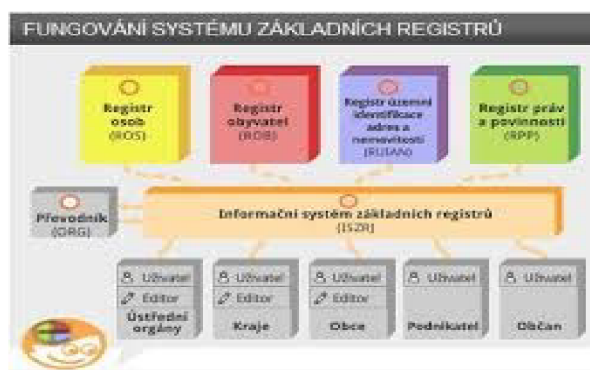 FUNGOVÁNÍ SYSTÉMU ZÁKLADNÍCH REGISTRŮ
Registr
osob
(ROS)
Registr
obyvatel
(ROB)
Registr územní
identifikace
adres a
nemovitostí
(RUIAN)
Registr práv
a povinností
(RPP)
Převodník
(ORG)
Informační systém základních registrů
(ISZR)
Uživatel
Editor
Ústřední
orgány
Uživatel
Editor
Kraje
Uživatel
Editor
Obce
Uživatel
Podnikatel
Uživatel
Občan